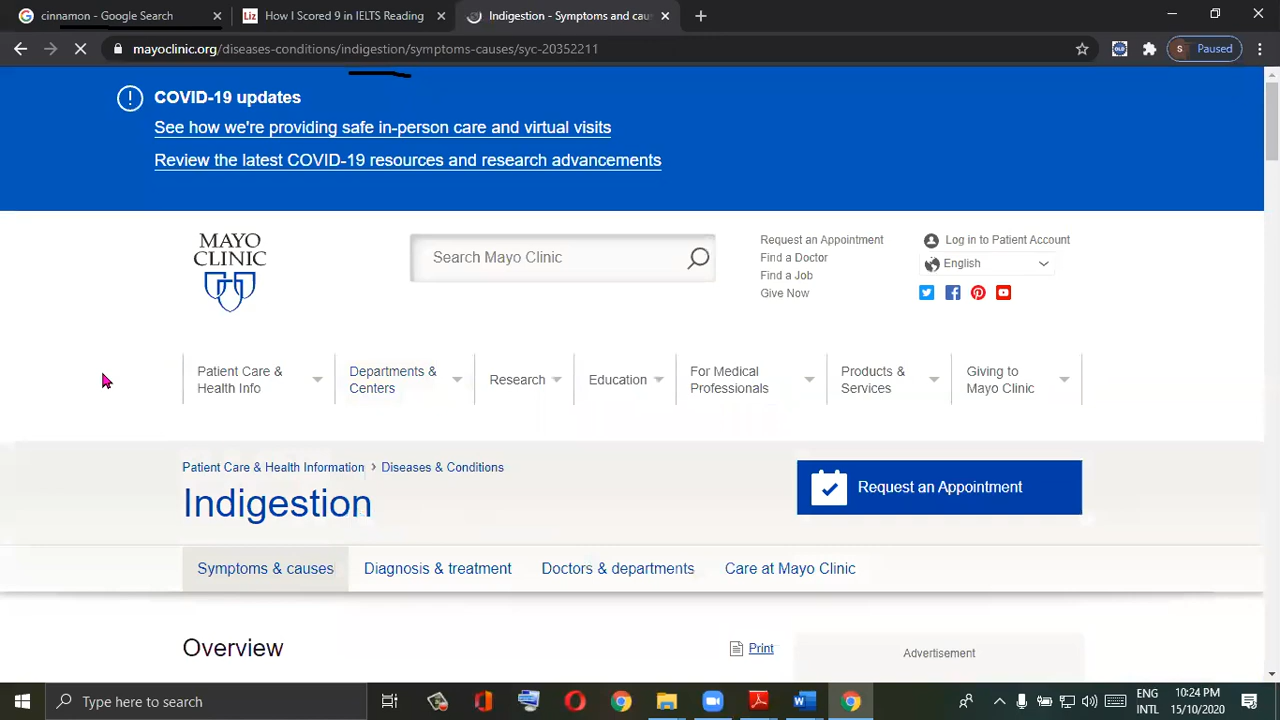 cinnamon - Google Search
Liz
How I Scored 9 in IELTS Reading
Indigestion - Symptoms and cau
mayoclinic.org/diseases-conditions/indigestion/symptoms-causes/syc-20352211
OLD
S
Paused
COVID-19 updates
See how we're providing safe in-person care and virtual visits
Review the latest COVID-19 resources and research advancements
MAYO
CLINIC
Search Mayo Clinic
Request an Appointment
Find a Doctor
Find a Job
Give Now
Log in to Patient Account
English
Patient Care &
Health Info
Departments &
Centers
Research
Education
For Medical
Professionals
Products &
Services
Giving to
Mayo Clinic
Patient Care & Health Information > Diseases & Conditions
Indigestion
Request an Appointment
Symptoms & causes
Diagnosis & treatment
Doctors & departments
Care at Mayo Clinic
Overview
Print
Advertisement
Type here to search
ENG
INTL
10:24 PM
15/10/2020